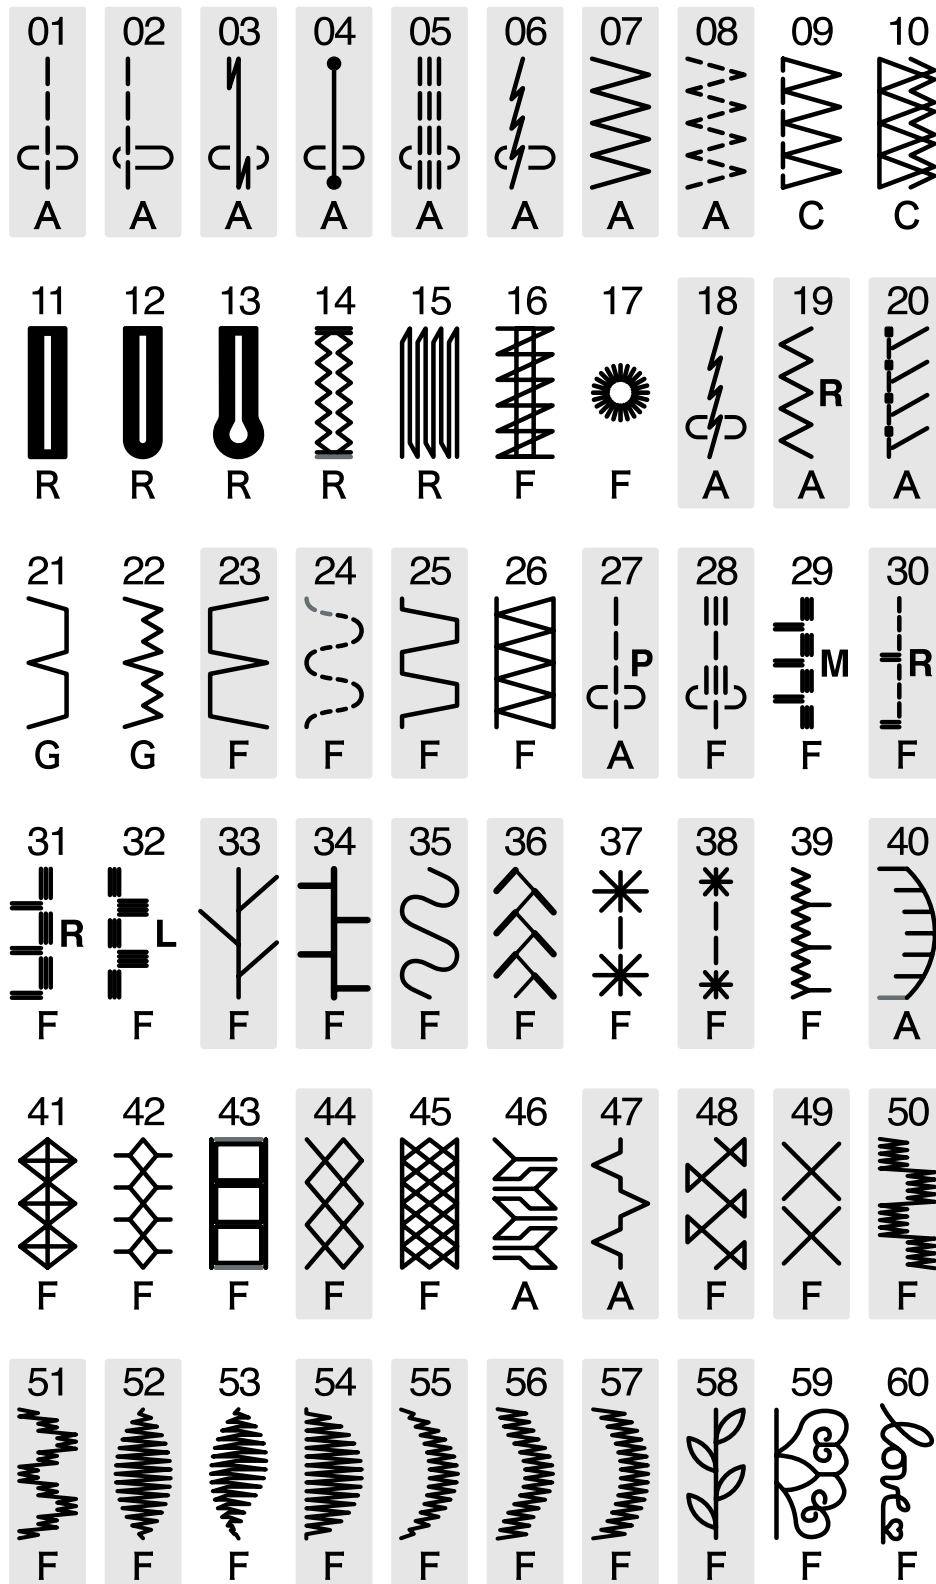 01 02 03 04 05 06 07 08 09 10
A A A A A A A A C C
11 12 13 14 15 16 17 18 19 20
R
R R R R R F F A A A
21 22 23 24 25 26 27 28 29 30
P M R
G G F F F F A F F F
31 32 33 34 35 36 37 38 39 40
R L
F F F F F F F F F A
41 42 43 44 45 46 47 48 49 50
F F F F F A A F F F
51 52 53 54 55 56 57 58 59 60
love
F F F F F F F F F F